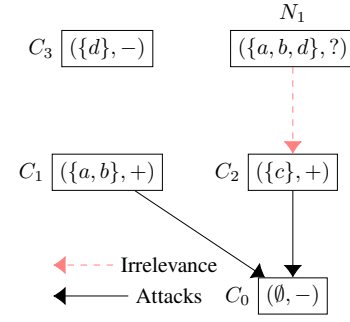 N₁
C₃ ({d}, −) ({a, b, d}, ?)
C₁ ({a, b}, +) C₂ ({c}, +)
Irrelevance
Attacks
C₀ (∅, −)